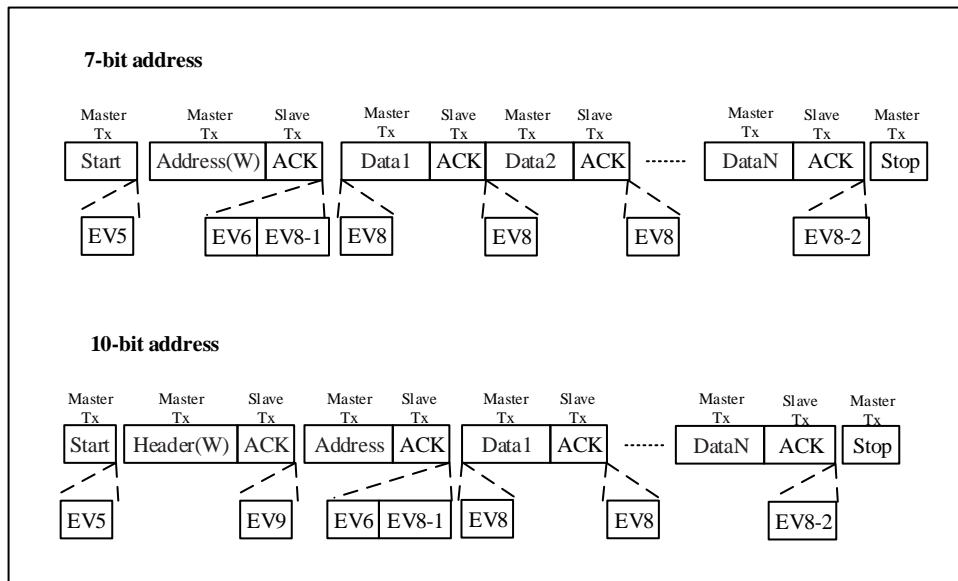 7-bit address
Master Master Slave Master Slave Master Slave Master Slave Master
Tx Tx Tx Tx Tx Tx Tx Tx Tx Tx
Start Address(W) ACK Data1 ACK Data2 ACK DataN ACK Stop
EV5 EV6 EV8-1 EV8 EV8 EV8 EV8-2
10-bit address
Master Master Slave Master Slave Master Slave Master Slave Master
Tx Tx Tx Tx Tx Tx Tx Tx Tx Tx
Start Header(W) ACK Address ACK Data1 ACK DataN ACK Stop
EV5 EV9 EV6 EV8-1 EV8 EV8 EV8-2